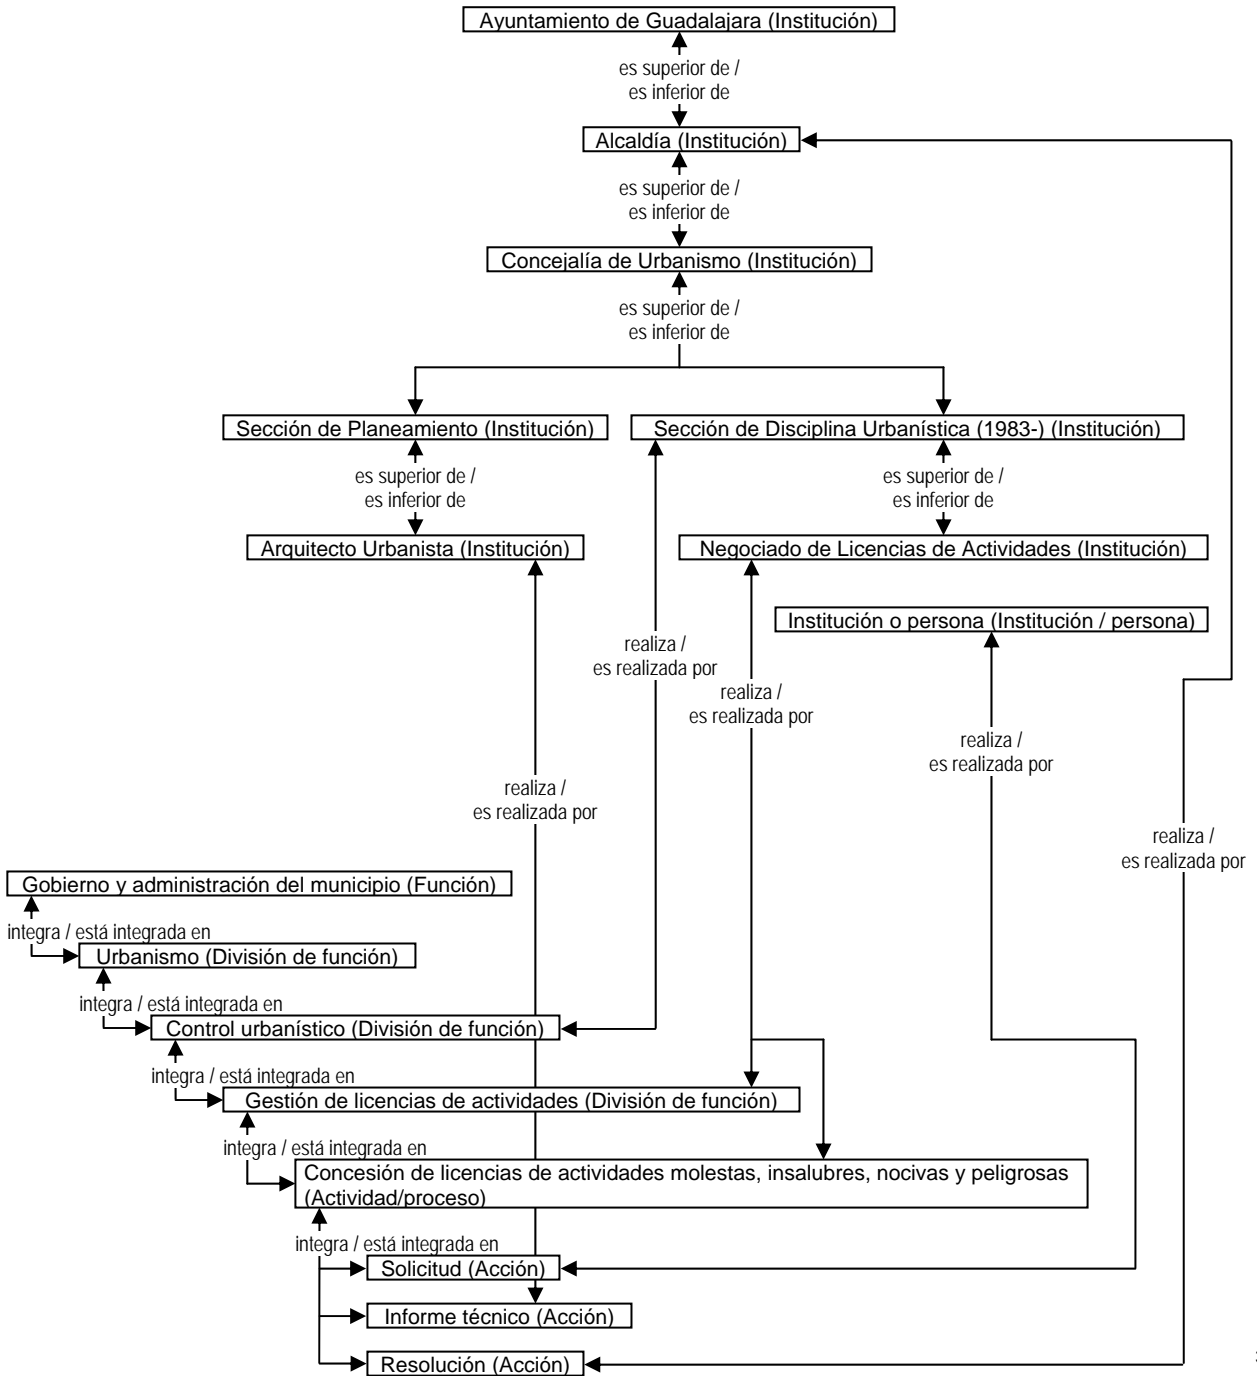 Ayuntamiento de Guadalajara (Institución)
es superior de /
es inferior de
Alcaldía (Institución)
es superior de /
es inferior de
Concejalía de Urbanismo (Institución)
es superior de /
es inferior de
Sección de Planeamiento (Institución)
Sección de Disciplina Urbanística (1983-) (Institución)
es superior de /
es inferior de
es superior de /
es inferior de
Arquitecto Urbanista (Institución)
Negociado de Licencias de Actividades (Institución)
Institución o persona (Institución / persona)
realiza /
es realizada por
realiza /
es realizada por
realiza /
es realizada por
realiza /
es realizada por
realiza /
es realizada por
Gobierno y administración del municipio (Función)
integra / está integrada en
Urbanismo (División de función)
integra / está integrada en
Control urbanístico (División de función)
integra / está integrada en
Gestión de licencias de actividades (División de función)
integra / está integrada en
Concesión de licencias de actividades molestas, insalubres, nocivas y peligrosas
(Actividad/proceso)
integra / está integrada en
Solicitud (Acción)
Informe técnico (Acción)
Resolución (Acción)